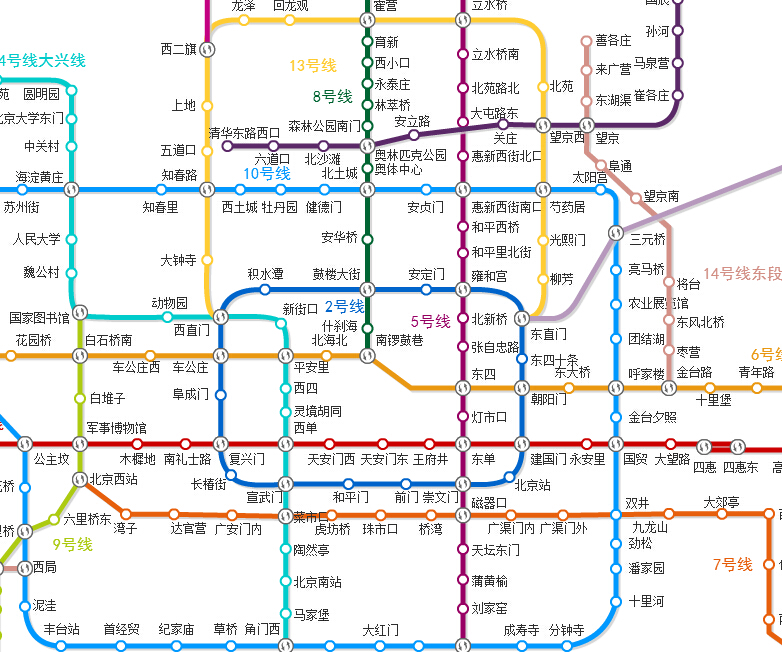 龙泽 回龙观 霍营 立水桥
孙河
西二旗 育新
善各庄
4号线大兴线 13号线 西小口 立水桥南 来广营 马泉营
苑 圆明园 8号线 永泰庄 北苑路北 北苑 东湖渠 崔各庄
上地 林萃桥
北京大学东门 清华东路西口 森林公园南门 安立路 大屯路东
关庄 望京西 望京
中关村 五道口 六道口 北沙滩 奥林匹克公园 惠新西街北口
奥体中心
海淀黄庄 知春路 10号线 北土城 太阳宫 阜通
苏州街 知春里 西土城 牡丹园 健德门 安贞门 惠新西街南口 芍药居 望京南
和平西桥
人民大学 安华桥 光熙门 三元桥
和平里北街
魏公村 大钟寺 亮马桥 14号线东段
积水潭 鼓楼大街 安定门 雍和宫 柳芳 将台
动物园 新街口 2号线 农业展览馆
国家图书馆 西直门 什刹海 5号线 北新桥 东直门 东风北桥
花园桥 白石桥南 北海北 南锣鼓巷 张自忠路 团结湖 枣营 6号线
车公庄西 车公庄 平安里 东四 东四十条 东大桥 呼家楼 金台路 青年路
白堆子 阜成门 西四 朝阳门 十里堡
灵境胡同 灯市口 金台夕照
军事博物馆 西单
公主坟 木樨地 南礼士路 复兴门 天安门西 天安门东 王府井 东单 建国门 永安里 国贸 大望路 四惠 四惠东 高
北京西站 长椿街 宣武门 和平门 前门 崇文门 北京站
桥 菜市口 磁器口 双井 大郊亭
六里桥东 湾子 达官营 广安门内 虎坊桥 珠市口 桥湾 广渠门内 广渠门外 九龙山
桥 9号线 陶然亭 天坛东门 劲松 7号线
西局 北京南站 蒲黄榆 潘家园
泥洼 马家堡 刘家窑 十里河
丰台站 首经贸 纪家庙 草桥 角门西 大红门 成寿寺 分钟寺